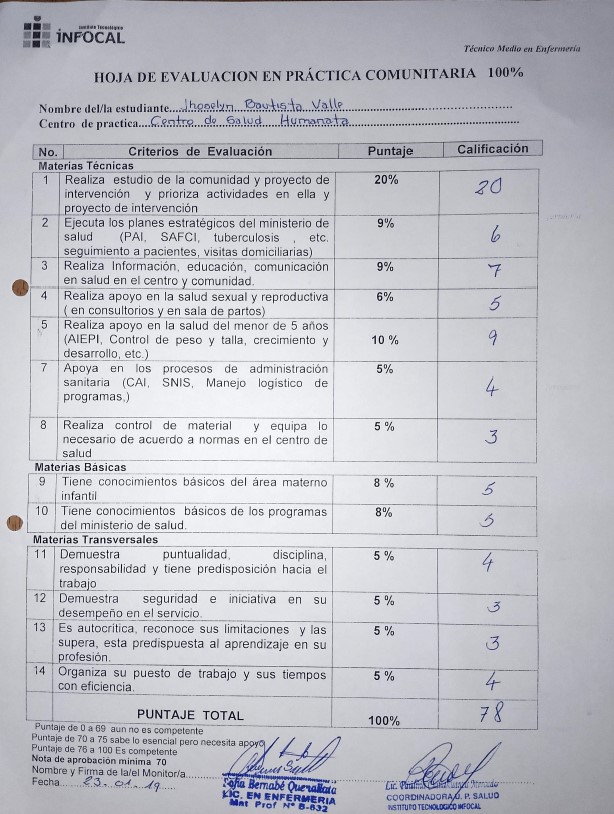 Instituto Tecnológico
INFOCAL
Técnico Medio en Enfermería
HOJA DE EVALUACION EN PRÁCTICA COMUNITARIA 100%
Nombre del/la estudiante....Jhoselyn Bautista Valle
Centro de practica...Centro de Salud Humanata
No. Criterios de Evaluación Puntaje Calificación
Materias Técnicas
1 Realiza estudio de la comunidad y proyecto de 20% 20
intervención y prioriza actividades en ella y
proyecto de intervención
2 Ejecuta los planes estratégicos del ministerio de 9% 6
salud (PAI, SAFCI, tuberculosis , etc.
seguimiento a pacientes, visitas domiciliarias)
3 Realiza Información, educación, comunicación 9% 7
en salud en el centro y comunidad.
4 Realiza apoyo en la salud sexual y reproductiva 6% 5
( en consultorios y en sala de partos)
5 Realiza apoyo en la salud del menor de 5 años 10 % 9
(AIEPI, Control de peso y talla, crecimiento y
desarrollo, etc.)
7 Apoya en los procesos de administración 5% 4
sanitaria (CAI, SNIS, Manejo logístico de
programas,)
8 Realiza control de material y equipa lo 5 % 3
necesario de acuerdo a normas en el centro de
salud
Materias Básicas
9 Tiene conocimientos básicos del área materno 8 % 5
infantil
10 Tiene conocimientos básicos de los programas 8% 5
del ministerio de salud.
Materias Transversales
11 Demuestra puntualidad, disciplina, 5 % 4
responsabilidad y tiene predisposición hacia el
trabajo
12 Demuestra seguridad e iniciativa en su 5 % 3
desempeño en el servicio.
13 Es autocrítica, reconoce sus limitaciones y las 5 % 3
supera, esta predispuesta al aprendizaje en su
profesión.
14 Organiza su puesto de trabajo y sus tiempos 5 % 4
con eficiencia.
PUNTAJE TOTAL 100% 78
Puntaje de 0 a 69 aun no es competente
Puntaje de 70 a 75 sabe lo esencial pero necesita apoyo
Puntaje de 76 a 100 Es competente
Nota de aprobación mínima 70
Nombre y Firma de la/el Monitor/a
Fecha....23.01.19....
Sofia Bernabé Querallata
LIC. EN ENFERMERIA
Mat Prof Nº B-632
Lic.
COORDINADORA U. P. SALUD
INSTITUTO TECNOLOGICO INFOCAL